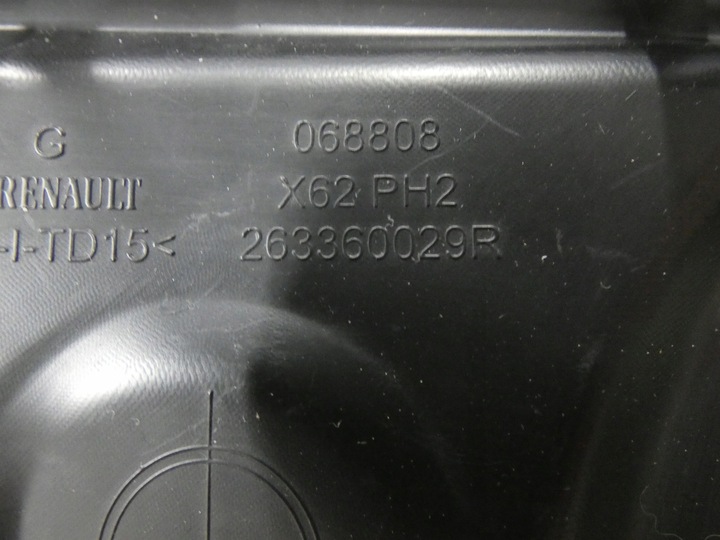 G 068808
RENAULT X62 PH2
-I-TD15< 263360029R